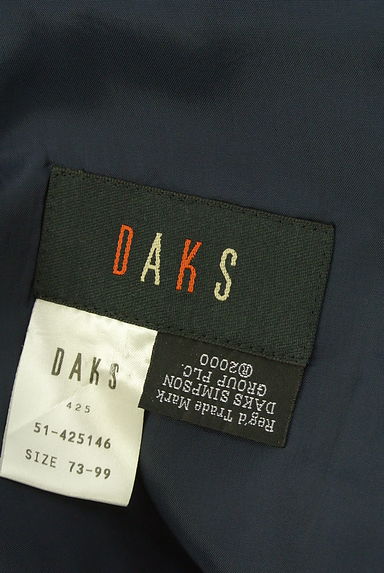 DAKS
DAKS
425
51-425146
SIZE 73-99
Reg'd Trade Mark
DAKS SIMPSON
GROUP PLC.
®2000